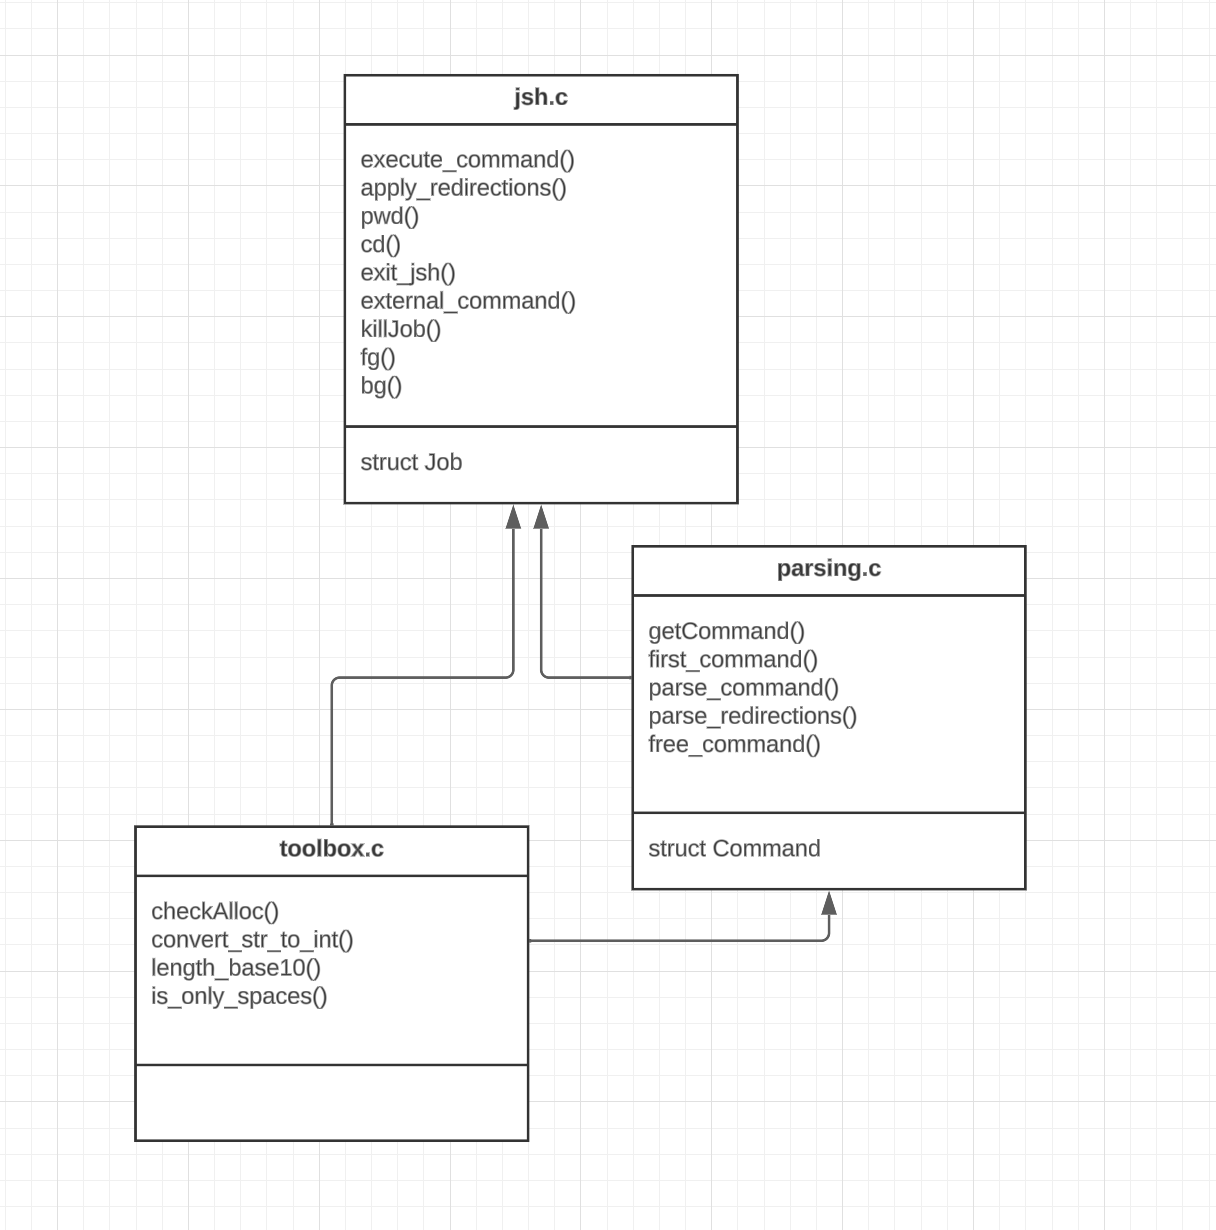 jsh.c
execute_command()
apply_redirections()
pwd()
cd()
exit_jsh()
external_command()
killJob()
fg()
bg()
struct Job
parsing.c
getCommand()
first_command()
parse_command()
parse_redirections()
free_command()
struct Command
toolbox.c
checkAlloc()
convert_str_to_int()
length_base10()
is_only_spaces()